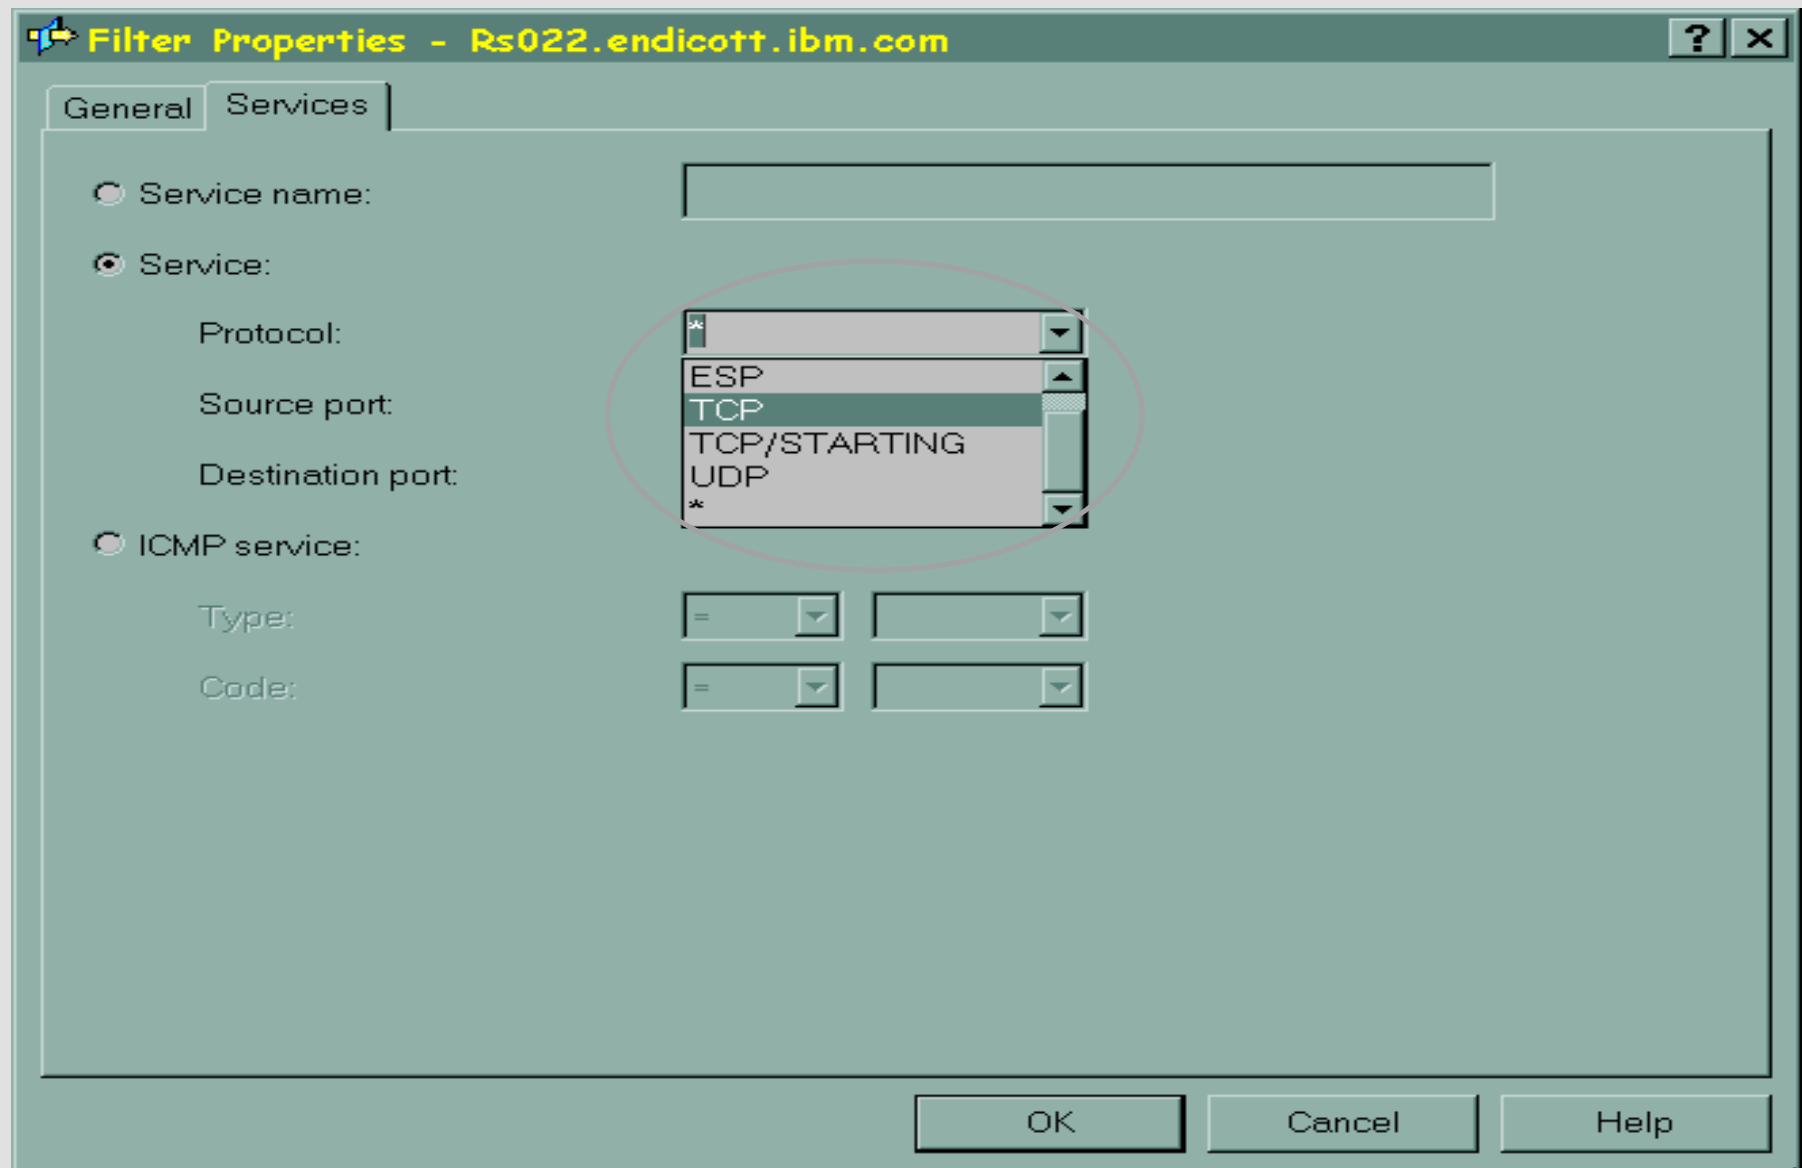 Filter Properties - Rs022.endicott.ibm.com
General Services
Service name:
Service:
Protocol: *
ESP
Source port: TCP
TCP/STARTING
Destination port: UDP
*
ICMP service:
Type: =
Code: =
OK Cancel Help